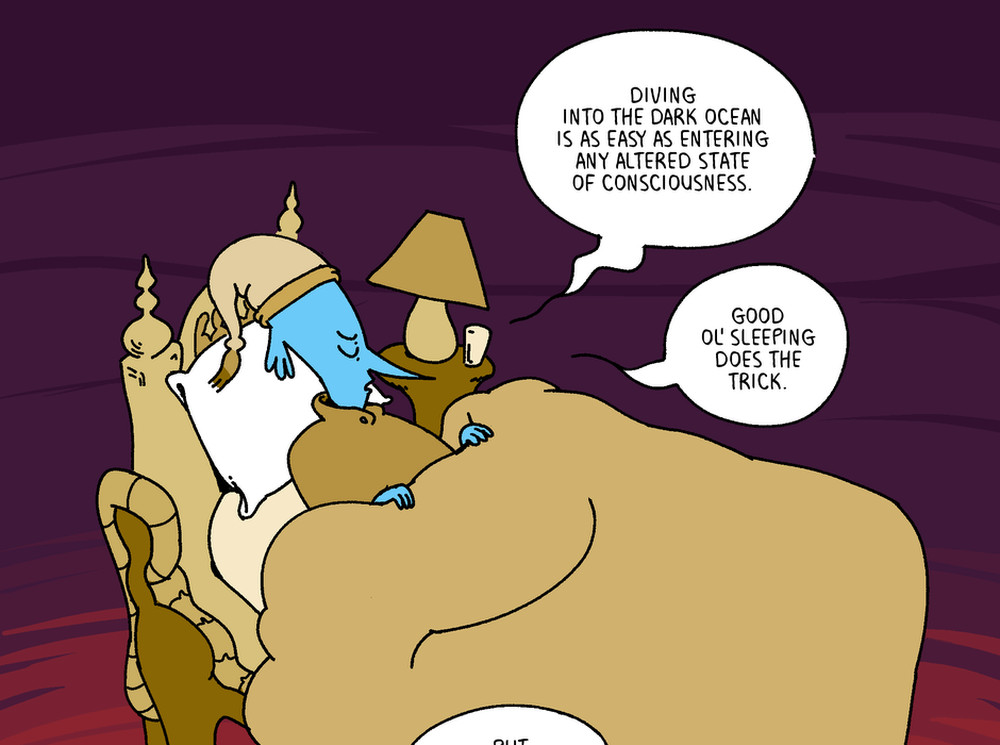 DIVING
INTO THE DARK OCEAN
IS AS EASY AS ENTERING
ANY ALTERED STATE
OF CONSCIOUSNESS.
GOOD
OL' SLEEPING
DOES THE
TRICK.
BUT